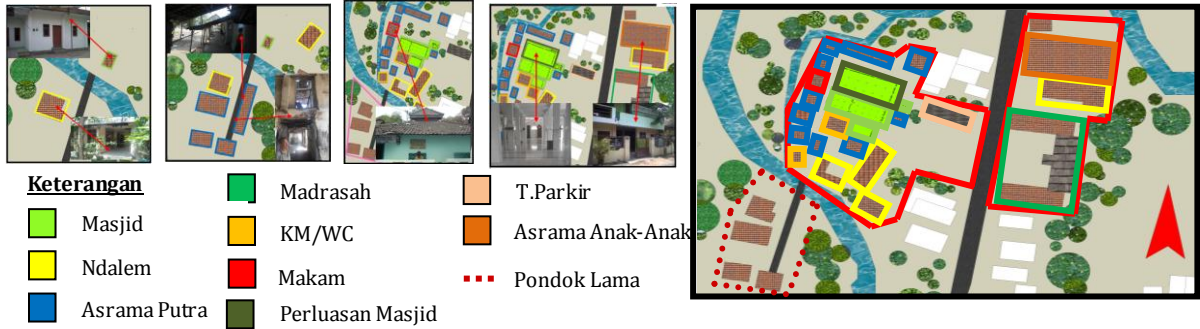 Keterangan
Masjid
Ndalem
Asrama Putra
Madrasah
KM/WC
Makam
Perluasan Masjid
T.Parkir
Asrama Anak-Anak
Pondok Lama